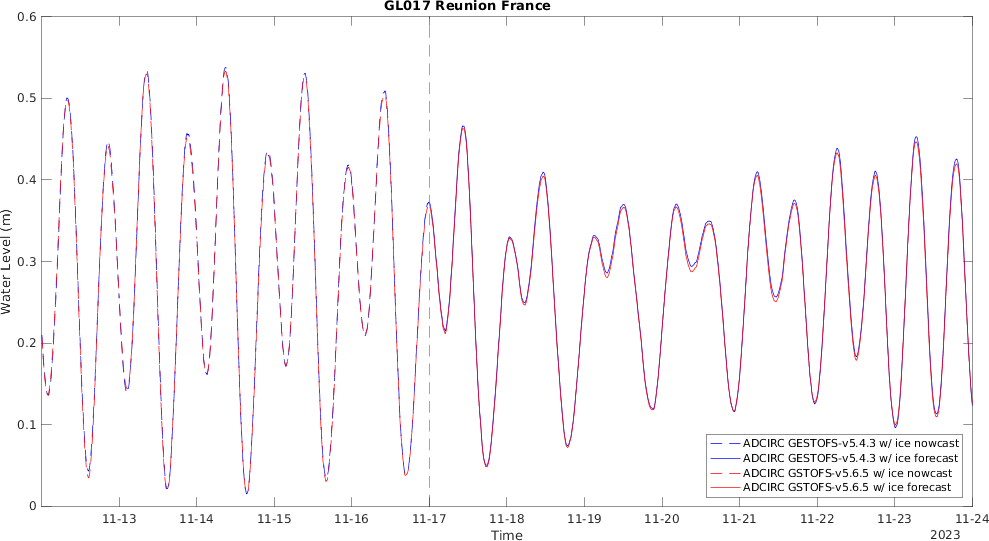 GL017 Reunion France
0.6
0.5
0.4
0.3
0.2
0.1
0
Water Level (m)
ADCIRC GESTOFS-v5.4.3 w/ ice nowcast
ADCIRC GESTOFS-v5.4.3 w/ ice forecast
ADCIRC GSTOFS-v5.6.5 w/ ice nowcast
ADCIRC GSTOFS-v5.6.5 w/ ice forecast
11-13 11-14 11-15 11-16 11-17 11-18 11-19 11-20 11-21 11-22 11-23 11-24
Time
2023